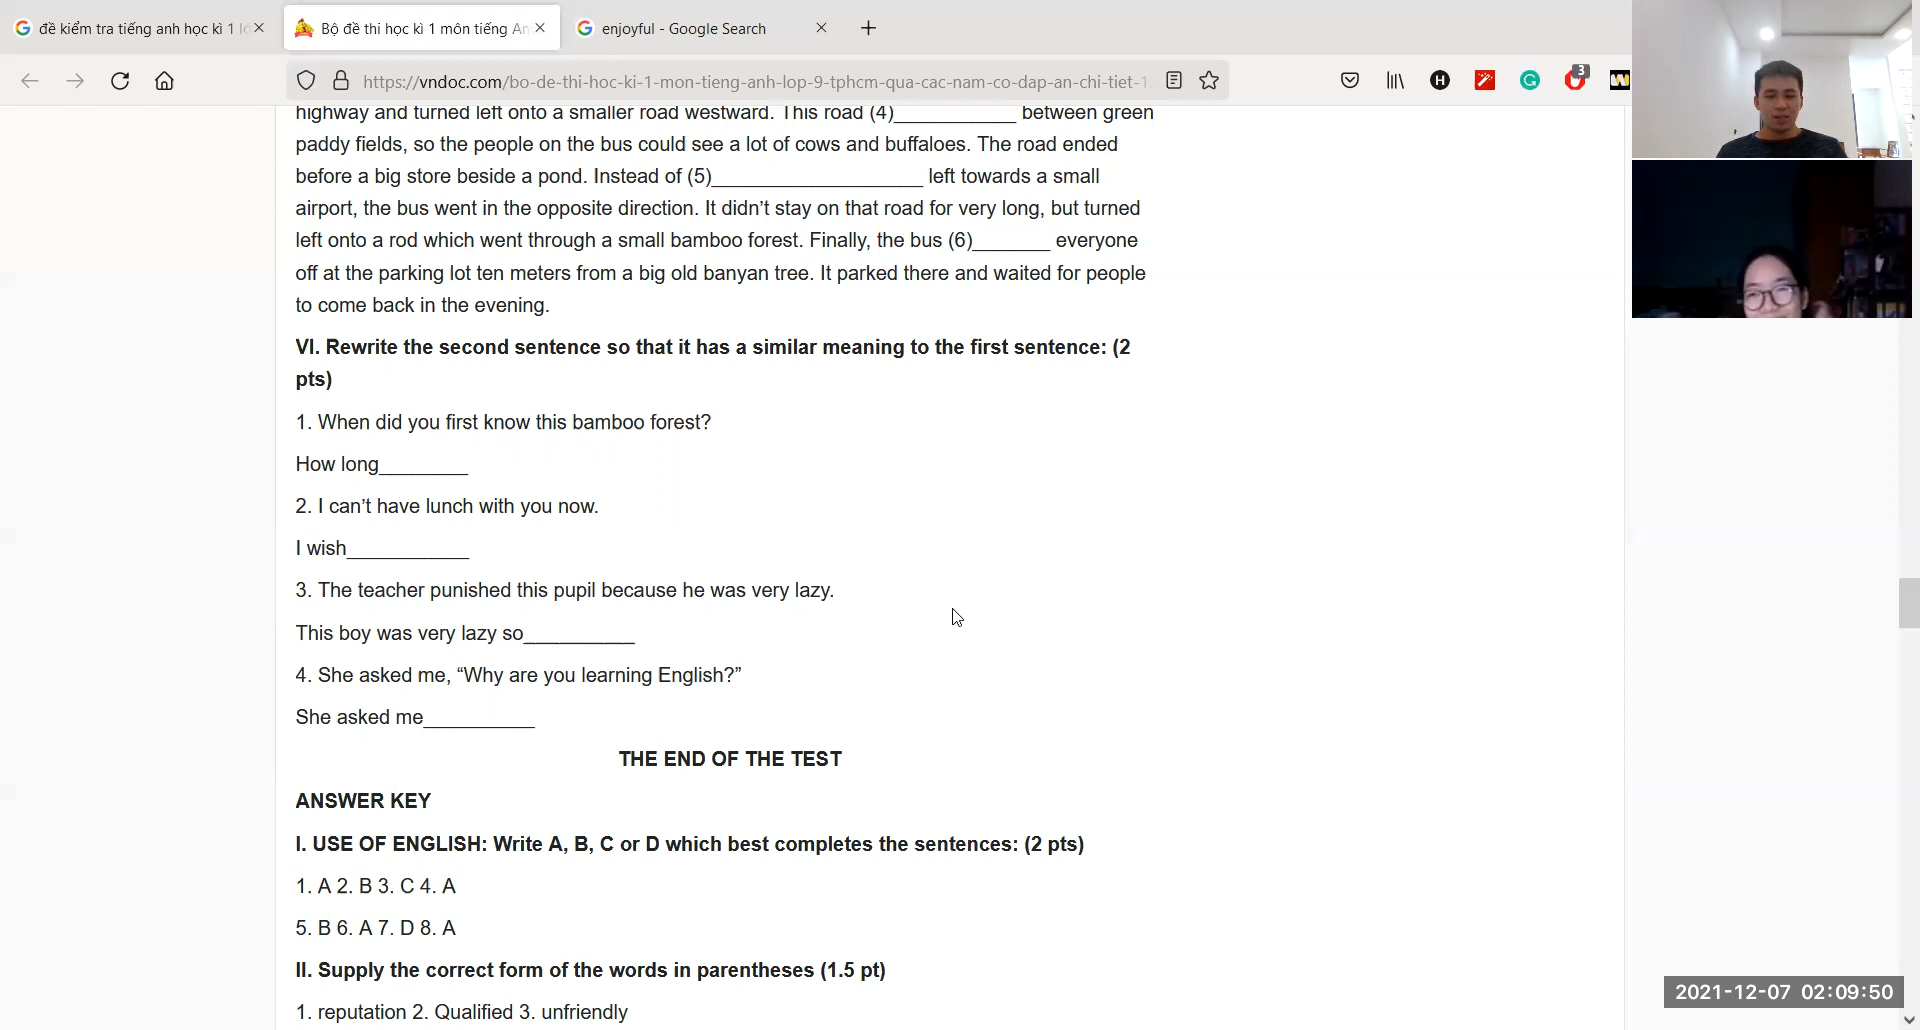 đề kiểm tra tiếng anh học kì 1
Bộ đề thi học kì 1 môn tiếng
enjoyful - Google Search
https://vndoc.com/bo-de-thi-hoc-ki-1-mon-tieng-anh-lop-9-tphcm-qua-cac-nam-co-dap-an-chi-tiet-1
3
highway and turned left onto a smaller road westward. This road (4)___________ between green
paddy fields, so the people on the bus could see a lot of cows and buffaloes. The road ended
before a big store beside a pond. Instead of (5)___________________ left towards a small
airport, the bus went in the opposite direction. It didn’t stay on that road for very long, but turned
left onto a rod which went through a small bamboo forest. Finally, the bus (6)_______ everyone
off at the parking lot ten meters from a big old banyan tree. It parked there and waited for people
to come back in the evening.
VI. Rewrite the second sentence so that it has a similar meaning to the first sentence: (2
pts)
1. When did you first know this bamboo forest?
How long________
2. I can’t have lunch with you now.
I wish___________
3. The teacher punished this pupil because he was very lazy.
This boy was very lazy so__________
4. She asked me, “Why are you learning English?”
She asked me__________
THE END OF THE TEST
ANSWER KEY
I. USE OF ENGLISH: Write A, B, C or D which best completes the sentences: (2 pts)
1. A 2. B 3. C 4. A
5. B 6. A 7. D 8. A
II. Supply the correct form of the words in parentheses (1.5 pt)
1. reputation 2. Qualified 3. unfriendly
2021-12-07 02:09:50